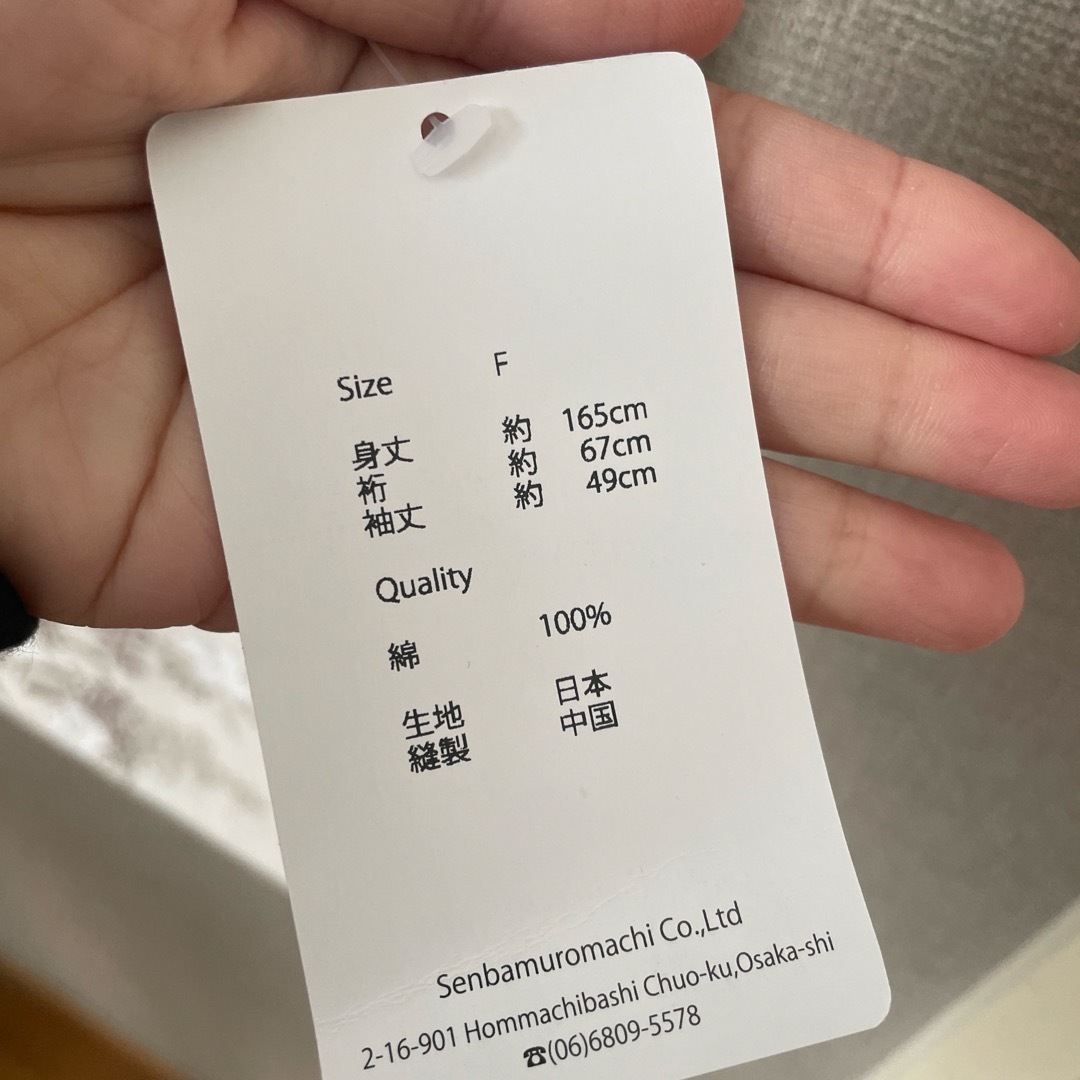 Size F
身丈 約 165cm
裄 約 67cm
袖丈 約 49cm
Quality
綿 100%
生地 日本
縫製 中国
Senbamuromachi Co.,Ltd
2-16-901 Hommachibashi Chuo-ku,Osaka-shi
☎(06)6809-5578